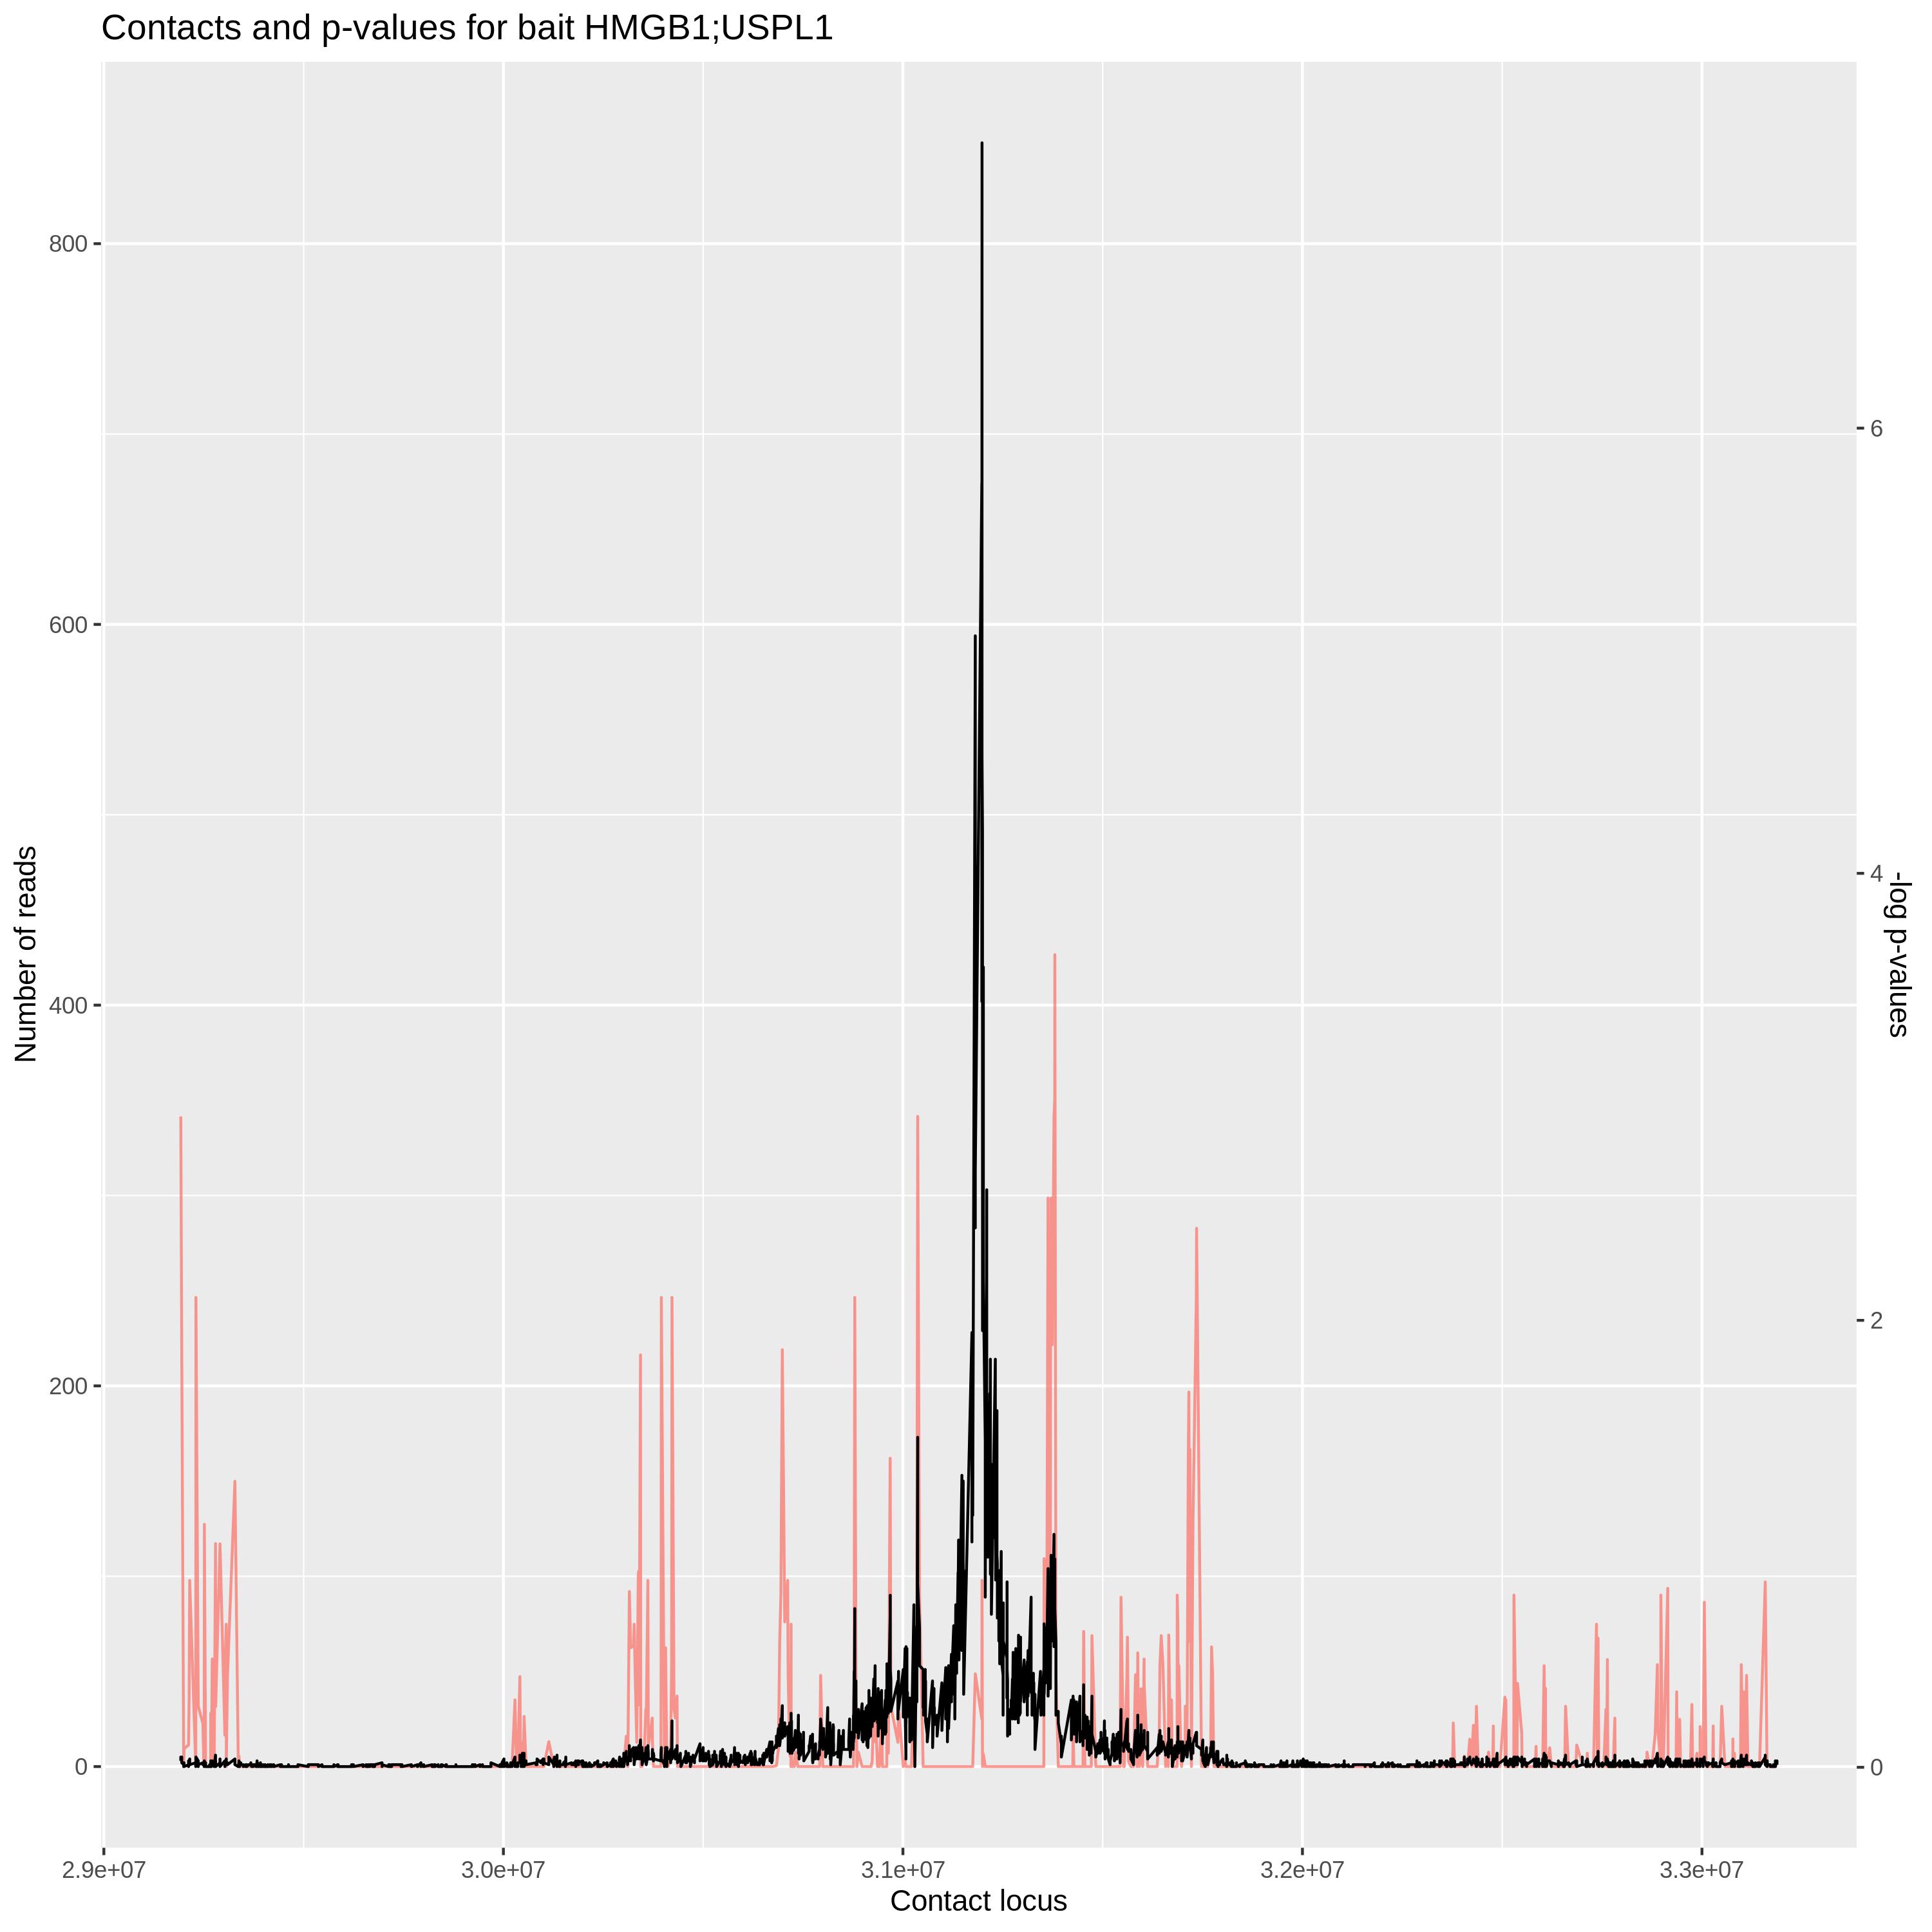 Contacts and p-values for bait HMGB1;USPL1
800
600
400
200
0
Number of reads
6
4
2
0
-log p-values
2.9e+07 3.0e+07 3.1e+07 3.2e+07 3.3e+07
Contact locus